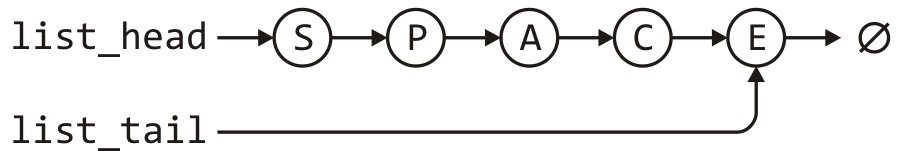 list_head S P A C E ∅
list_tail